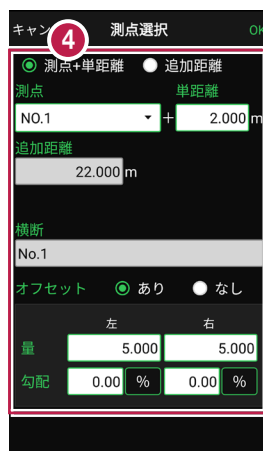 キャン 測点選択 OK
4
測点+単距離 追加距離
測点 単距離
NO.1 + 2.000 m
追加距離
22.000 m
横断
No.1
オフセット あり なし
左 右
量 5.000 5.000
勾配 0.00 % 0.00 %